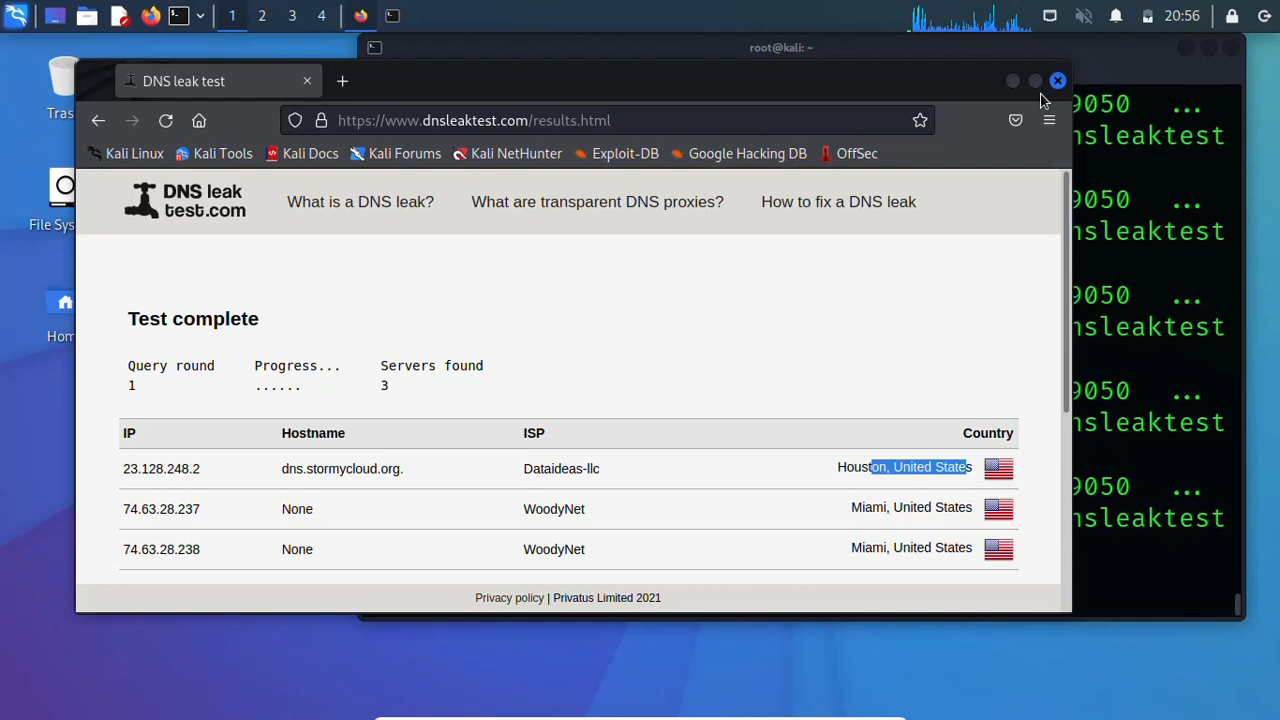 1 2 3 4 20:56
root@kali: ~
DNS leak test
https://www.dnsleaktest.com/results.html
Kali Linux Kali Tools Kali Docs Kali Forums Kali NetHunter Exploit-DB Google Hacking DB OffSec
DNS leak
test.com
What is a DNS leak? What are transparent DNS proxies? How to fix a DNS leak
Test complete
Query round Progress... Servers found
1 ...... 3
IP Hostname ISP Country
23.128.248.2 dns.stormycloud.org. Dataideas-llc Houston, United States
74.63.28.237 None WoodyNet Miami, United States
74.63.28.238 None WoodyNet Miami, United States
Privacy policy | Privatus Limited 2021
Tras
File Sys
Hom
9050 ...
nsleaktest
9050 ...
nsleaktest
9050 ...
nsleaktest
9050 ...
nsleaktest
9050 ...
nsleaktest